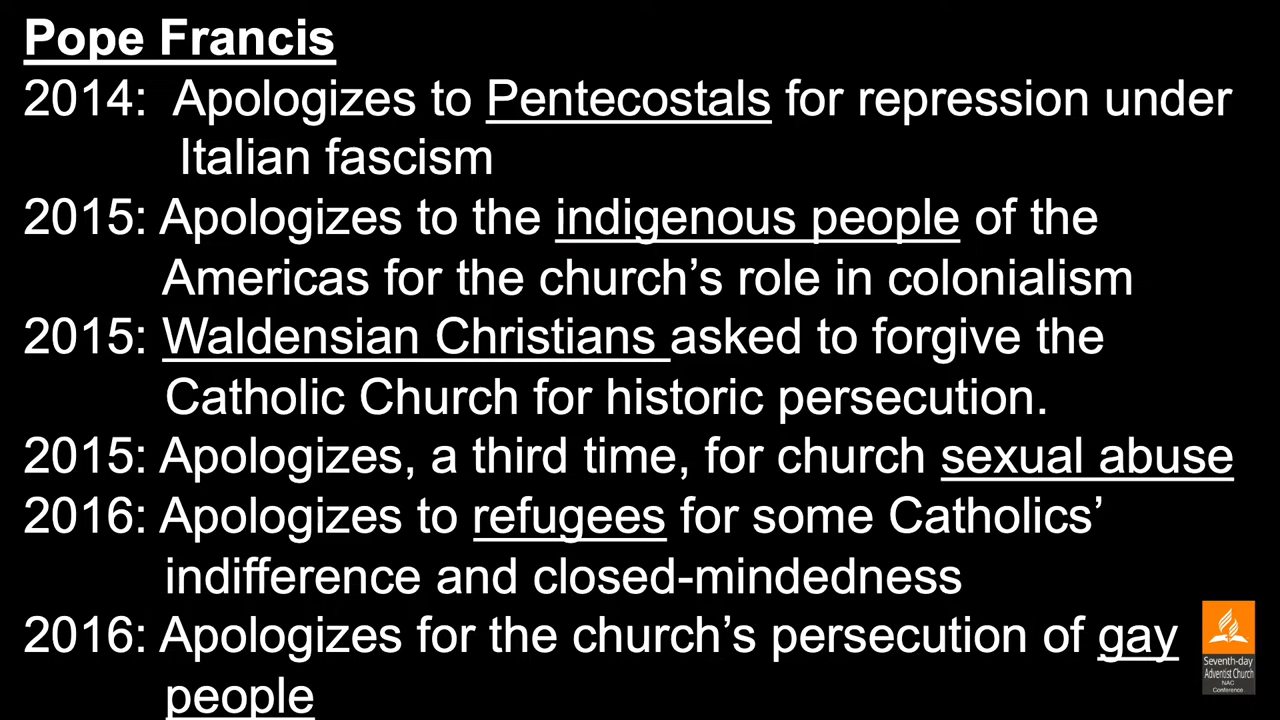 Pope Francis
2014: Apologizes to Pentecostals for repression under
Italian fascism
2015: Apologizes to the indigenous people of the
Americas for the church’s role in colonialism
2015: Waldensian Christians asked to forgive the
Catholic Church for historic persecution.
2015: Apologizes, a third time, for church sexual abuse
2016: Apologizes to refugees for some Catholics’
indifference and closed-mindedness
2016: Apologizes for the church’s persecution of gay
people
Seventh-day
Adventist Church
NAC
Conference